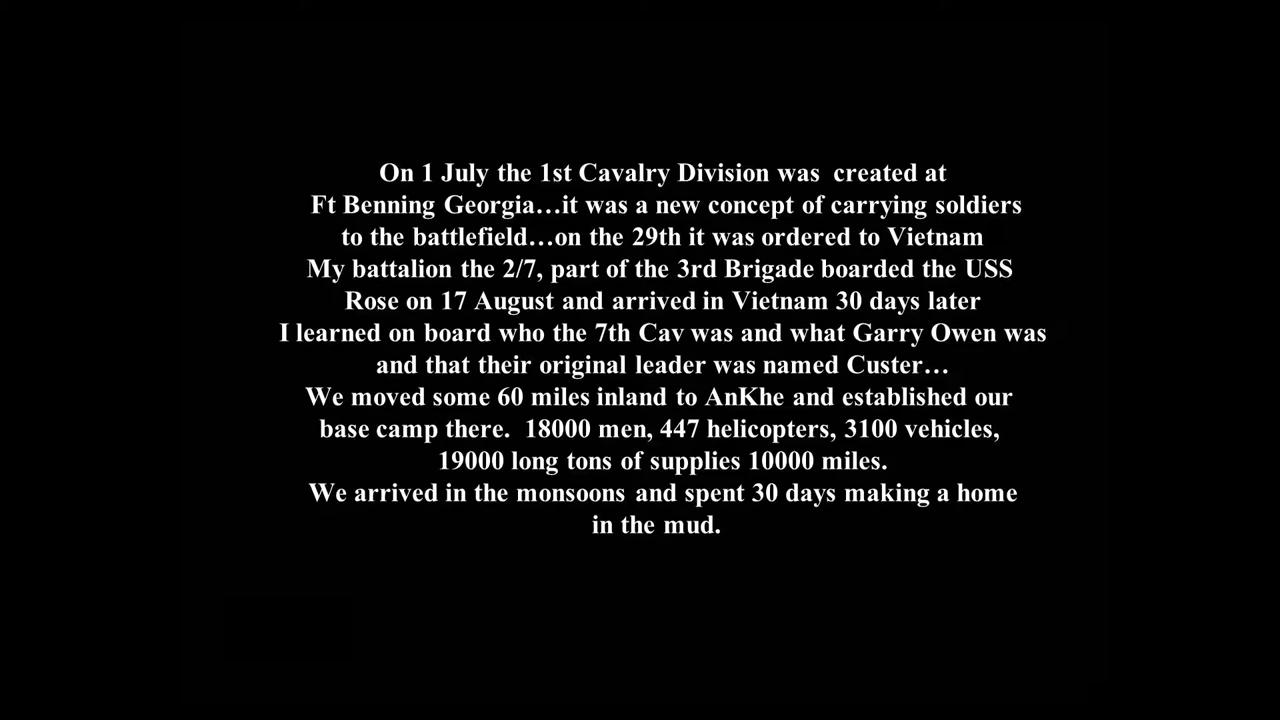 On 1 July the 1st Cavalry Division was  created at
Ft Benning Georgia…it was a new concept of carrying soldiers
to the battlefield…on the 29th it was ordered to Vietnam
My battalion the 2/7, part of the 3rd Brigade boarded the USS
Rose on 17 August and arrived in Vietnam 30 days later
I learned on board who the 7th Cav was and what Garry Owen was
and that their original leader was named Custer…
We moved some 60 miles inland to AnKhe and established our
base camp there.  18000 men, 447 helicopters, 3100 vehicles,
19000 long tons of supplies 10000 miles.
We arrived in the monsoons and spent 30 days making a home
in the mud.